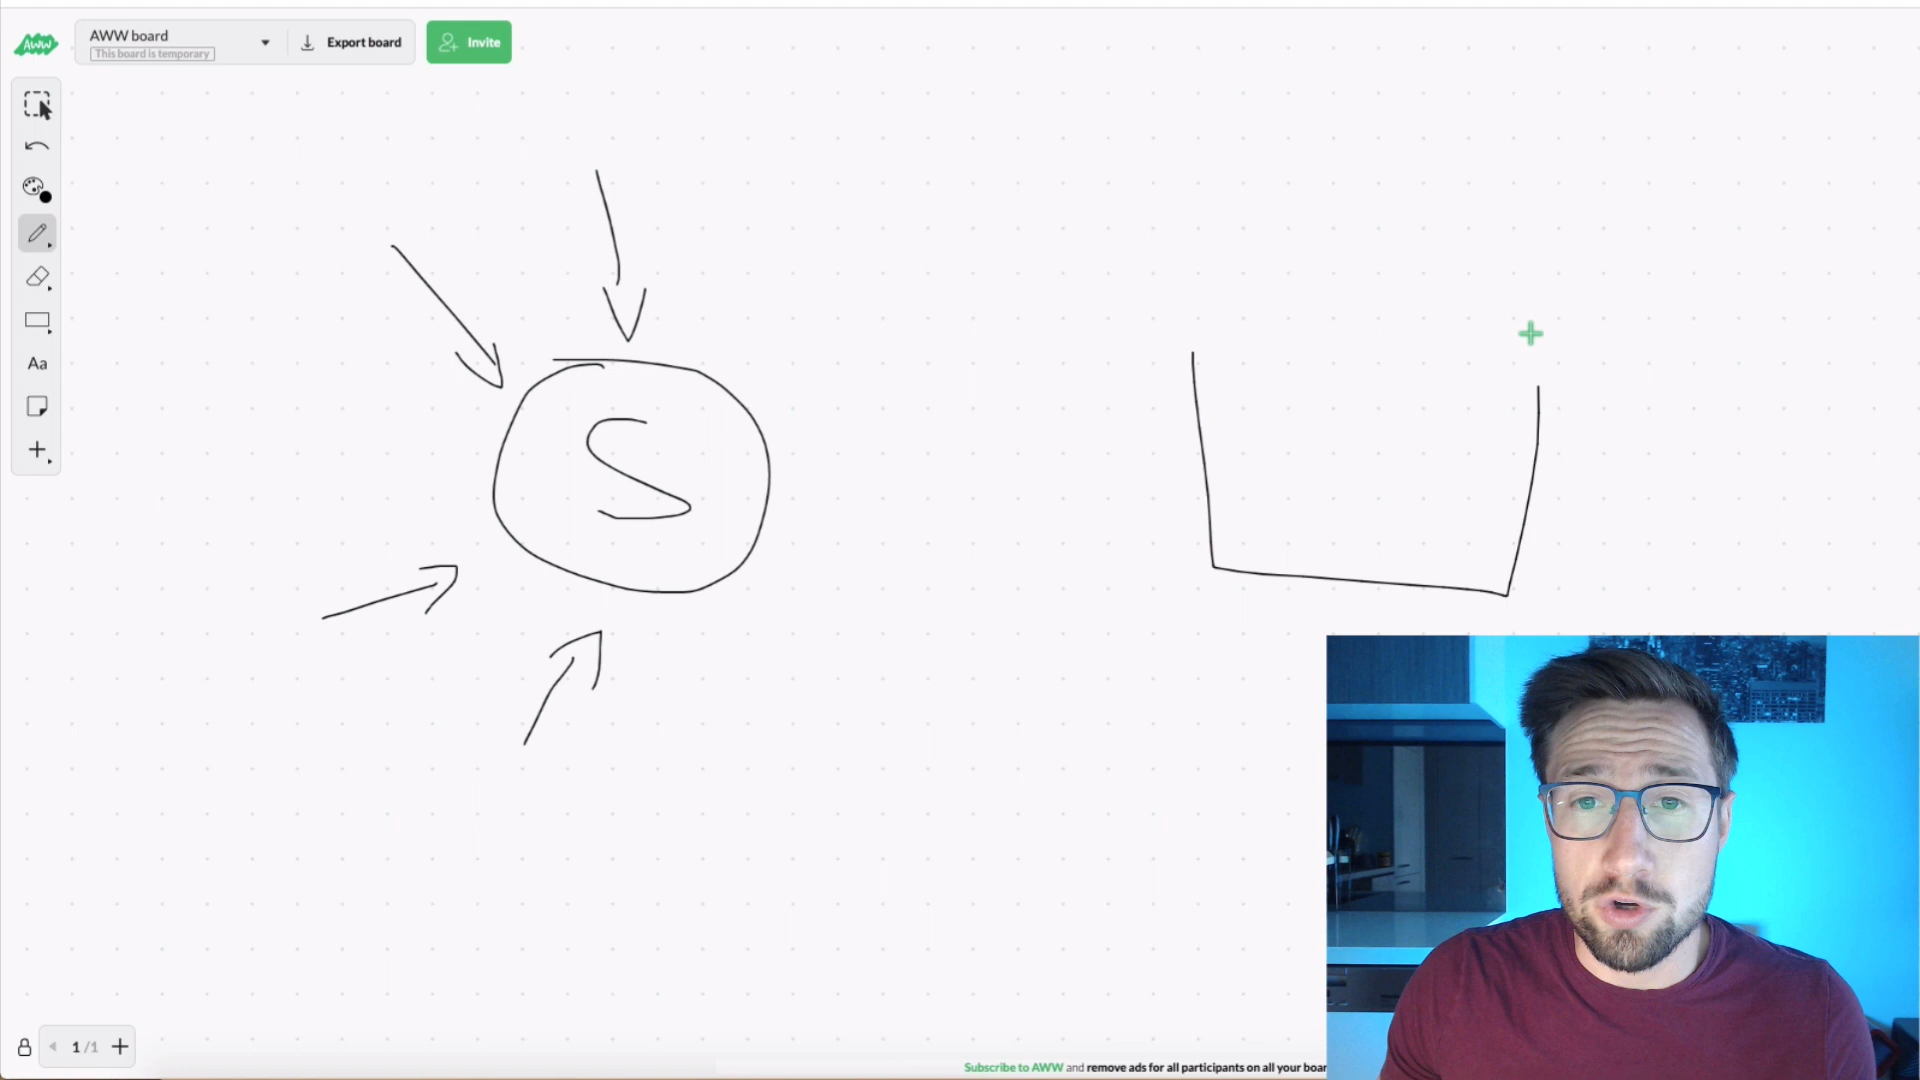 AWW
AWW board
This board is temporary
Export board
Invite
Aa
S
1/1
Subscribe to AWW and remove ads for all participants on all your boar